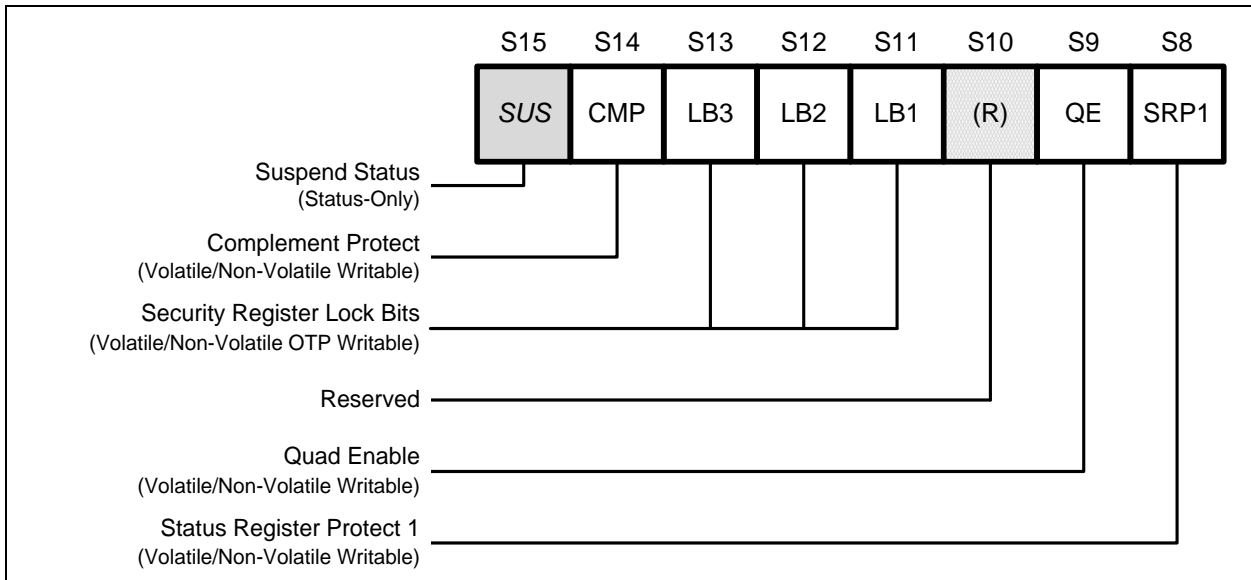 S15 S14 S13 S12 S11 S10 S9 S8
SUS CMP LB3 LB2 LB1 (R) QE SRP1
Suspend Status
(Status-Only)
Complement Protect
(Volatile/Non-Volatile Writable)
Security Register Lock Bits
(Volatile/Non-Volatile OTP Writable)
Reserved
Quad Enable
(Volatile/Non-Volatile Writable)
Status Register Protect 1
(Volatile/Non-Volatile Writable)